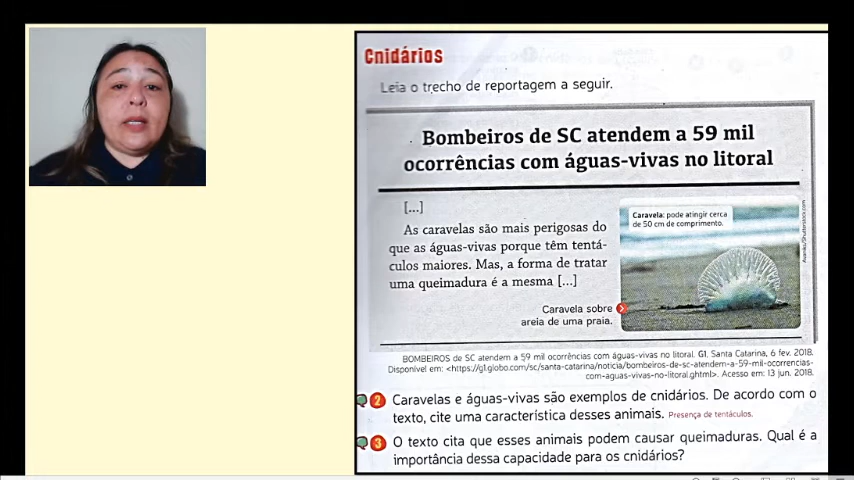 Cnidários
Leia o trecho de reportagem a seguir.
Bombeiros de SC atendem a 59 mil
ocorrências com águas-vivas no litoral
[...]
As caravelas são mais perigosas do
que as águas-vivas porque têm tentá-
culos maiores. Mas, a forma de tratar
uma queimadura é a mesma [...]
Caravela: pode atingir cerca
de 50 cm de comprimento.
Caravela sobre
areia de uma praia.
BOMBEIROS de SC atendem a 59 mil ocorrências com águas-vivas no litoral. G1, Santa Catarina, 6 fev. 2018.
Disponível em: <https://g1.globo.com/sc/santa-catarina/noticia/bombeiros-de-sc-atendem-a-59-mil-ocorrencias-
com-aguas-vivas-no-litoral.ghtml>. Acesso em: 13 jun. 2018.
2 Caravelas e águas-vivas são exemplos de cnidários. De acordo com o
texto, cite uma característica desses animais. Presença de tentáculos.
3 O texto cita que esses animais podem causar queimaduras. Qual é a
importância dessa capacidade para os cnidários?